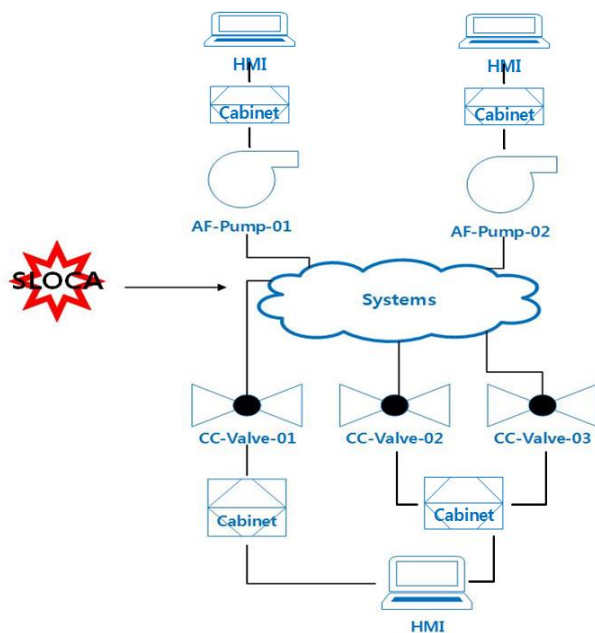 HMI
HMI
Cabinet
Cabinet
AF-Pump-01
AF-Pump-02
SLOCA
Systems
CC-Valve-01
CC-Valve-02
CC-Valve-03
Cabinet
Cabinet
HMI